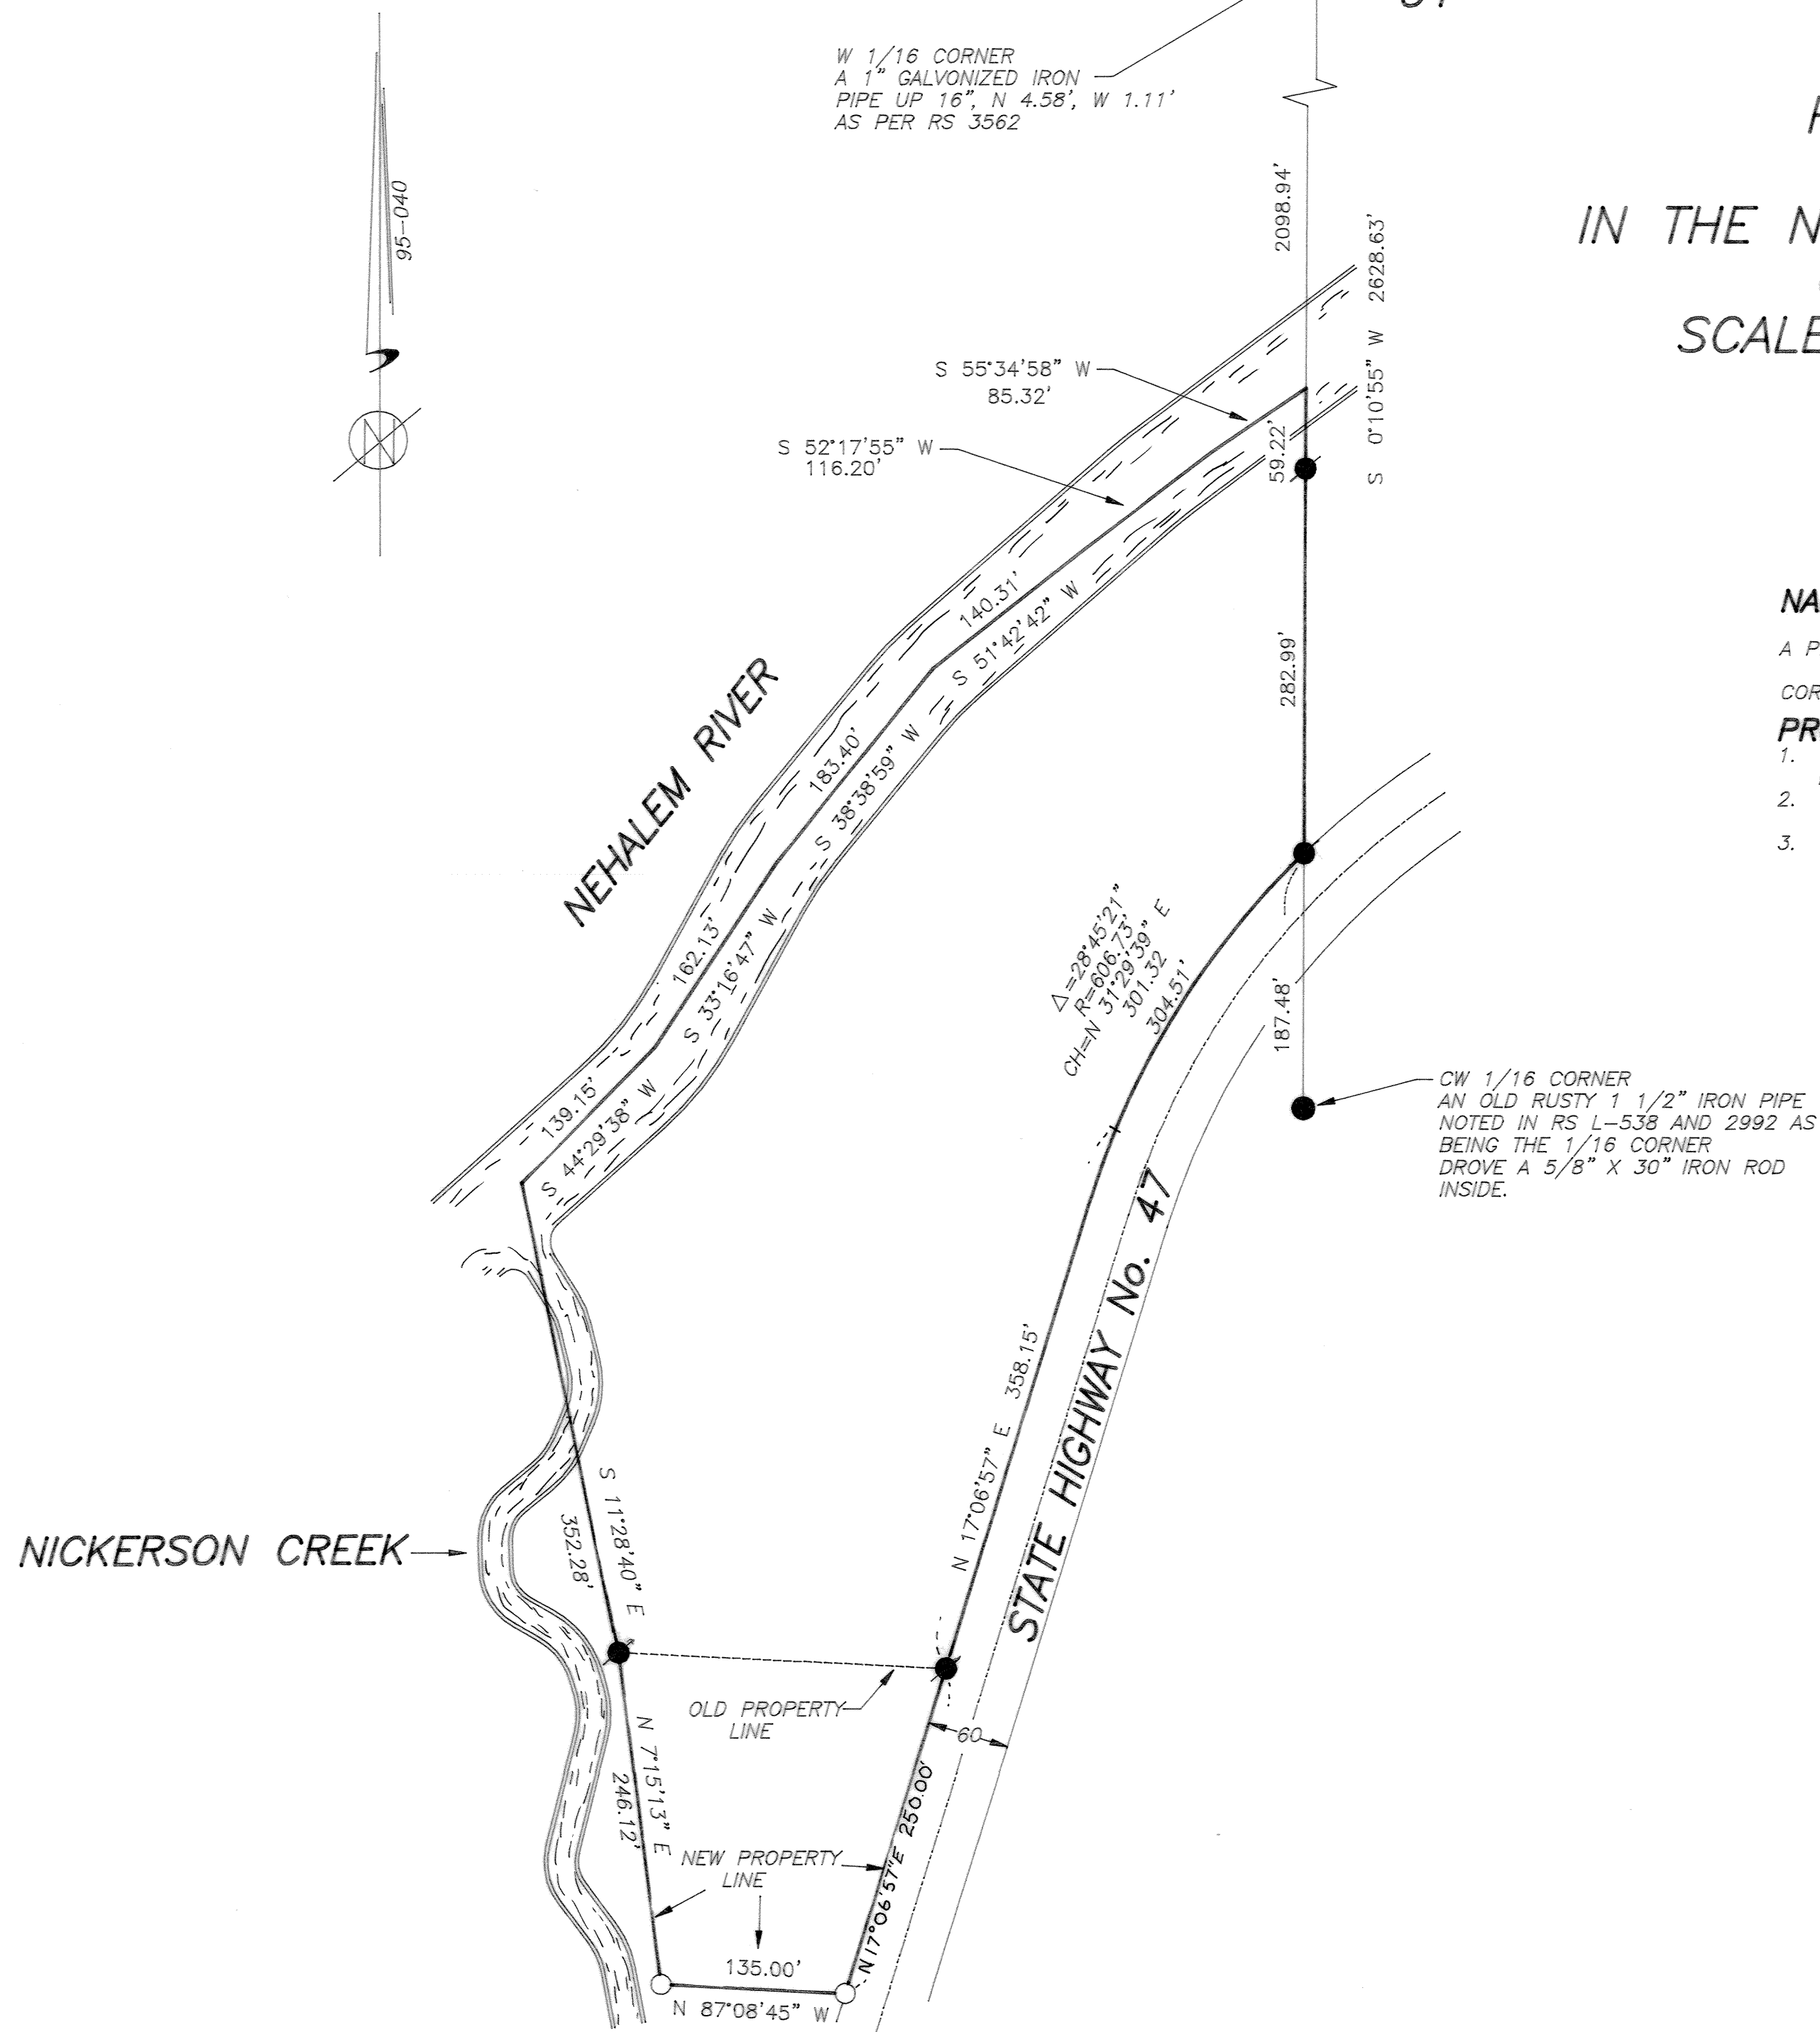 W 1/16 CORNER
A 1" GALVONIZED IRON
PIPE UP 16", N 4.58', W 1.11'
AS PER RS 3562
95-040
2098.94'
S 0°10'55" W 2628.63'
IN THE N
SCALE
S 55°34'58" W
85.32'
S 52°17'55" W
116.20'
59.22'
140.31'
S 51°42'42" W
282.99'
NA
A P
COR
PR
1.
2.
3.
NEHALEM RIVER
183.40'
S 38°38'59" W
162.13'
S 33°16'47" W
Δ=28°45'21"
R=606.73'
CH=N 31°29'39" E
301.32
304.51'
187.48'
139.15'
S 44°29'38" W
CW 1/16 CORNER
AN OLD RUSTY 1 1/2" IRON PIPE
NOTED IN RS L-538 AND 2992 AS
BEING THE 1/16 CORNER
DROVE A 5/8" X 30" IRON ROD
INSIDE.
N 17°06'57" E 358.15'
STATE HIGHWAY No. 47
NICKERSON CREEK
S 11°28'40" E
352.28'
OLD PROPERTY
LINE
60
N 7°15'13" E
246.12'
N17°06'57"E 250.00'
NEW PROPERTY
LINE
135.00'
N 87°08'45" W